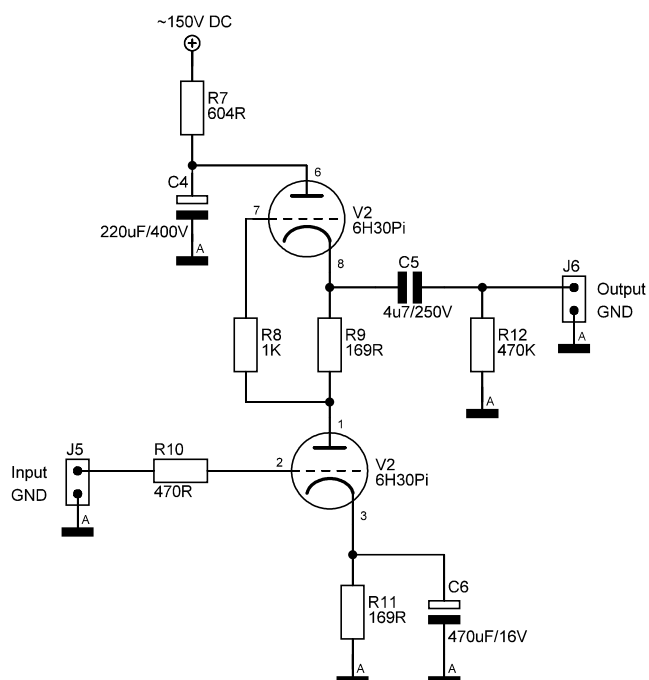 ~150V DC
R7
604R
6
C4
V2
6H30Pi
7
220uF/400V
A
8
C5
J6
Output
GND
4u7/250V
R8
1K
R9
169R
R12
470K
A
A
1
J5
R10
V2
6H30Pi
2
Input
GND
470R
A
3
C6
R11
169R
470uF/16V
A
A